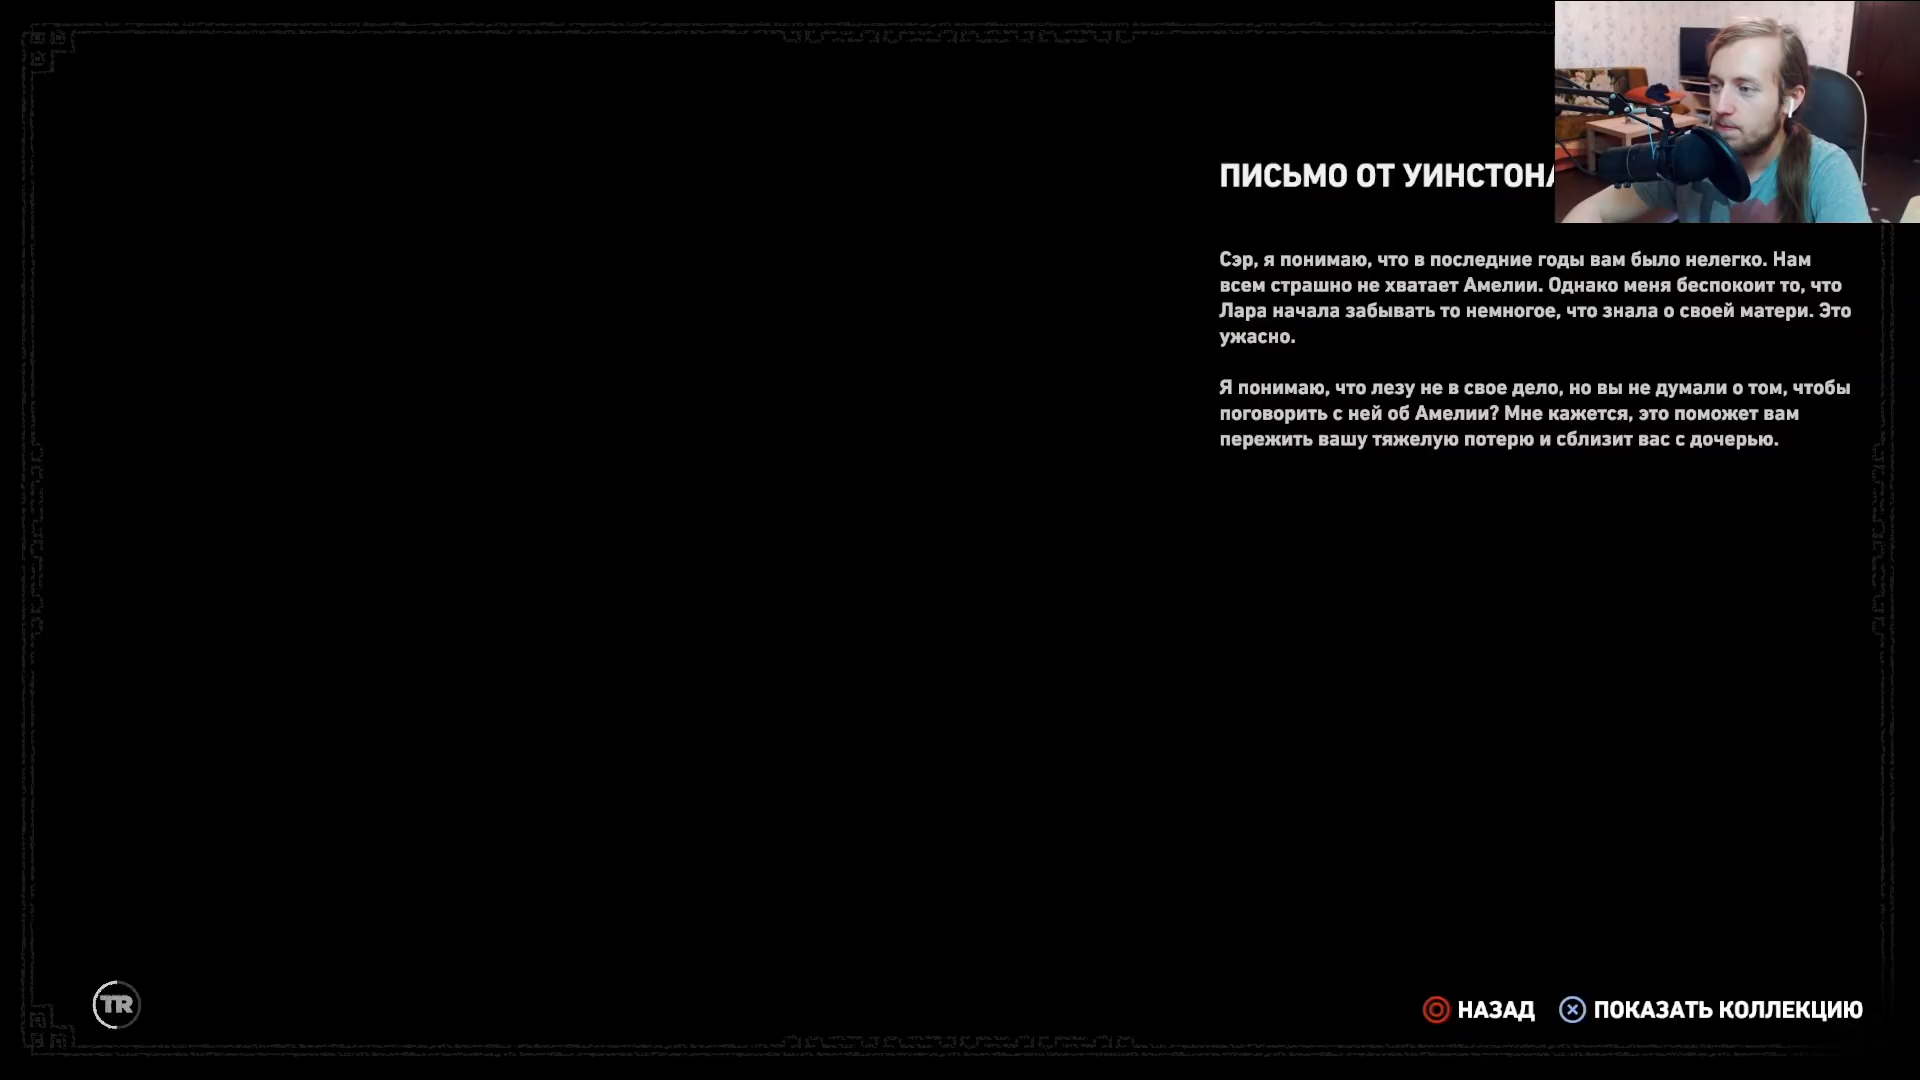 ПИСЬМО ОТ УИНСТОНА
Сэр, я понимаю, что в последние годы вам было нелегко. Нам
всем страшно не хватает Амелии. Однако меня беспокоит то, что
Лара начала забывать то немногое, что знала о своей матери. Это
ужасно.
Я понимаю, что лезу не в свое дело, но вы не думали о том, чтобы
поговорить с ней об Амелии? Мне кажется, это поможет вам
пережить вашу тяжелую потерю и сблизит вас с дочерью.
TR
НАЗАД ПОКАЗАТЬ КОЛЛЕКЦИЮ